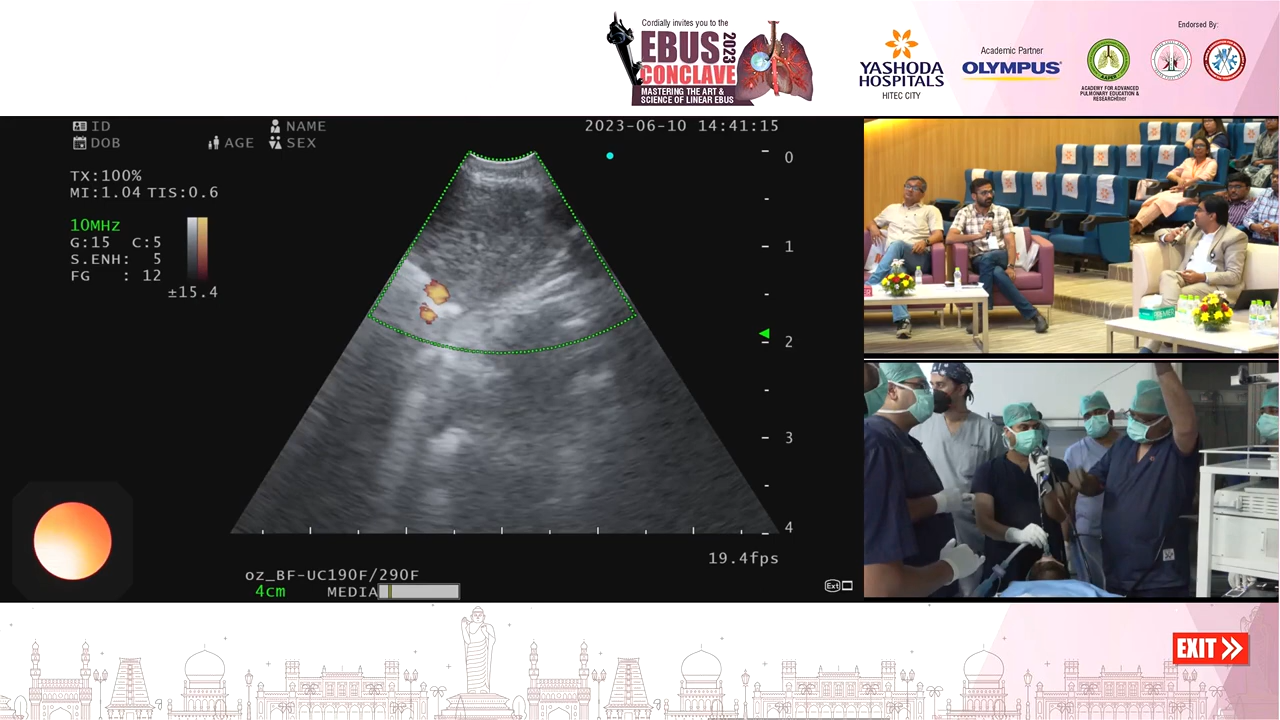 Cordially invites you to the
EBUS 2023
CONCLAVE
MASTERING THE ART &
SCIENCE OF LINEAR EBUS
YASHODA
HOSPITALS
HITEC CITY
Academic Partner
OLYMPUS
Endorsed By:
ACADEMY FOR ADVANCED
PULMONARY EDUCATION &
ID
NAME
DOB
AGE
SEX
2023-06-10 14:41:15
TX:100%
MI:1.04 TIS:0.6
10MHz
G:15 C:5
S.ENH: 5
FG : 12
±15.4
0
1
2
3
4
19.4fps
oz_BF-UC190F/290F
4cm MEDIA
Ext
EXIT